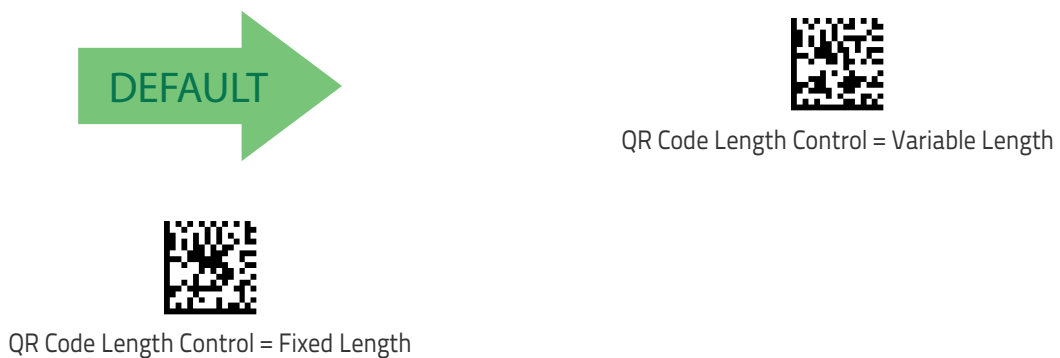 DEFAULT
QR Code Length Control = Variable Length
QR Code Length Control = Fixed Length